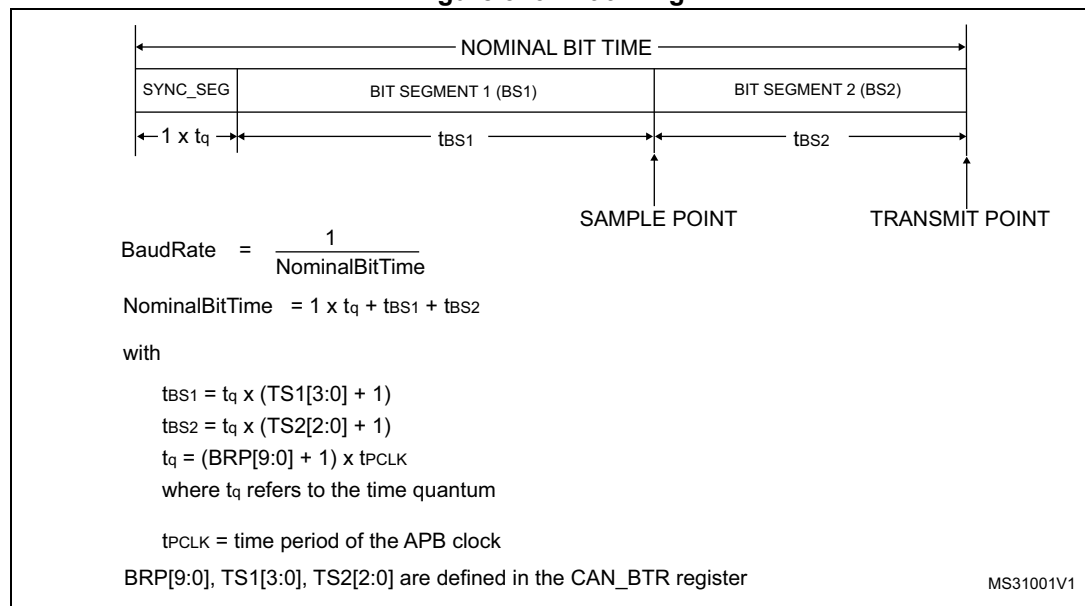 NOMINAL BIT TIME
SYNC_SEG BIT SEGMENT 1 (BS1) BIT SEGMENT 2 (BS2)
1 x tq tBS1 tBS2
SAMPLE POINT TRANSMIT POINT
BaudRate = 1
NominalBitTime
NominalBitTime = 1 x tq + tBS1 + tBS2
with
tBS1 = tq x (TS1[3:0] + 1)
tBS2 = tq x (TS2[2:0] + 1)
tq = (BRP[9:0] + 1) x tPCLK
where tq refers to the time quantum
tPCLK = time period of the APB clock
BRP[9:0], TS1[3:0], TS2[2:0] are defined in the CAN_BTR register
MS31001V1